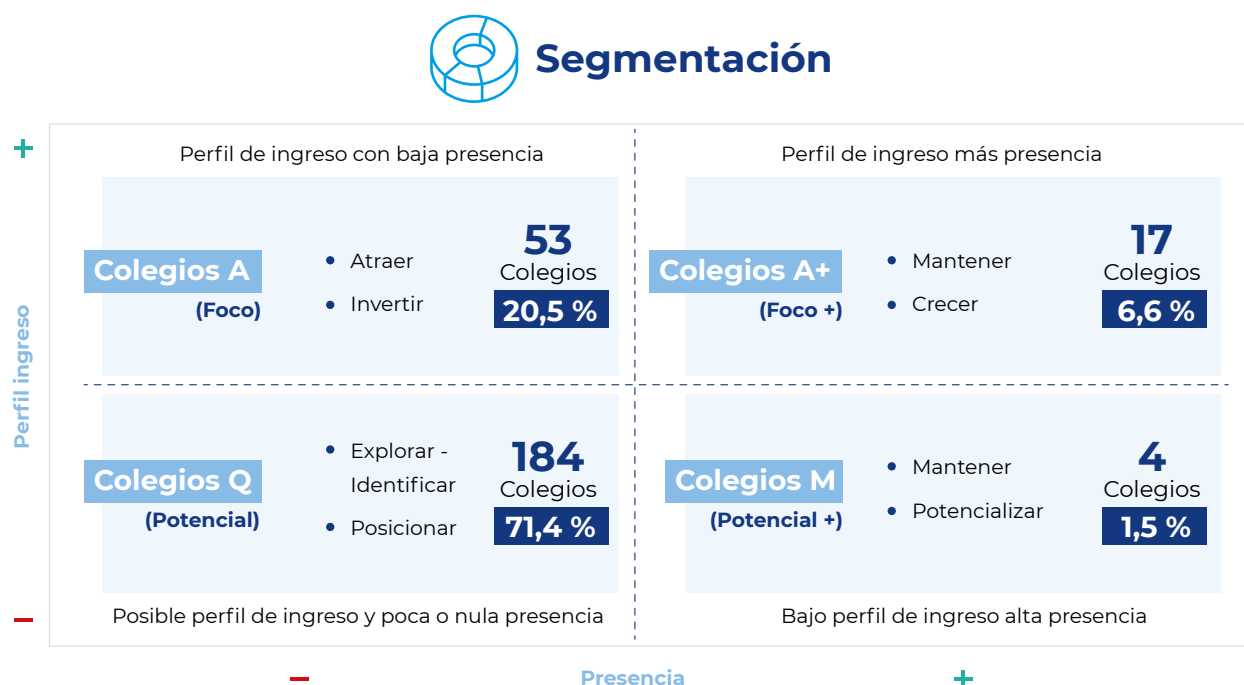 Segmentación
+
Perfil de ingreso con baja presencia
Colegios A
(Foco)
• Atraer
• Invertir
53
Colegios
20,5 %
Perfil de ingreso más presencia
Colegios A+
(Foco +)
• Mantener
• Crecer
17
Colegios
6,6 %
Perfil ingreso
Colegios Q
(Potencial)
• Explorar -
Identificar
• Posicionar
184
Colegios
71,4 %
Posible perfil de ingreso y poca o nula presencia
Colegios M
(Potencial +)
• Mantener
• Potencializar
4
Colegios
1,5 %
Bajo perfil de ingreso alta presencia
–
–
Presencia
+